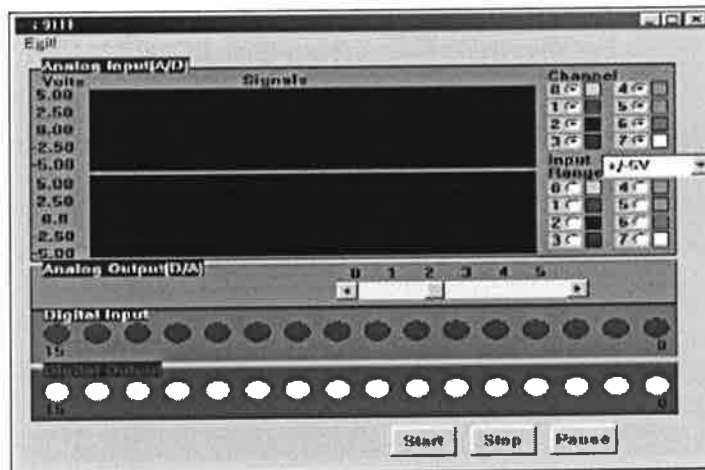 9111
Analog Input(A/D)
Volts Signals Channel
5.00 0 4
2.50 1 5
0.00 2 6
-2.50 3 7
-5.00 Input Range +/-5V
5.00 0 4
2.50 1 5
0.0 2 6
-2.50 3 7
-5.00
Analog Output(D/A) 0 1 2 3 4 5
Digital Input
15 0
15 0
Start Stop Pause